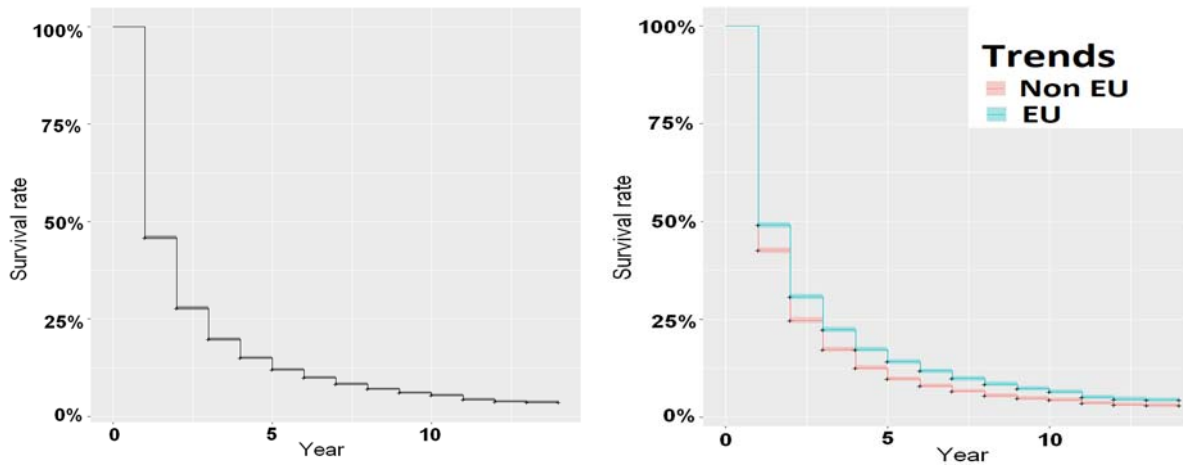 100%
75%
50%
25%
0%
Survival rate
0 5 10
Year
100%
75%
50%
25%
0%
Survival rate
0 5 10
Year
Trends
Non EU
EU